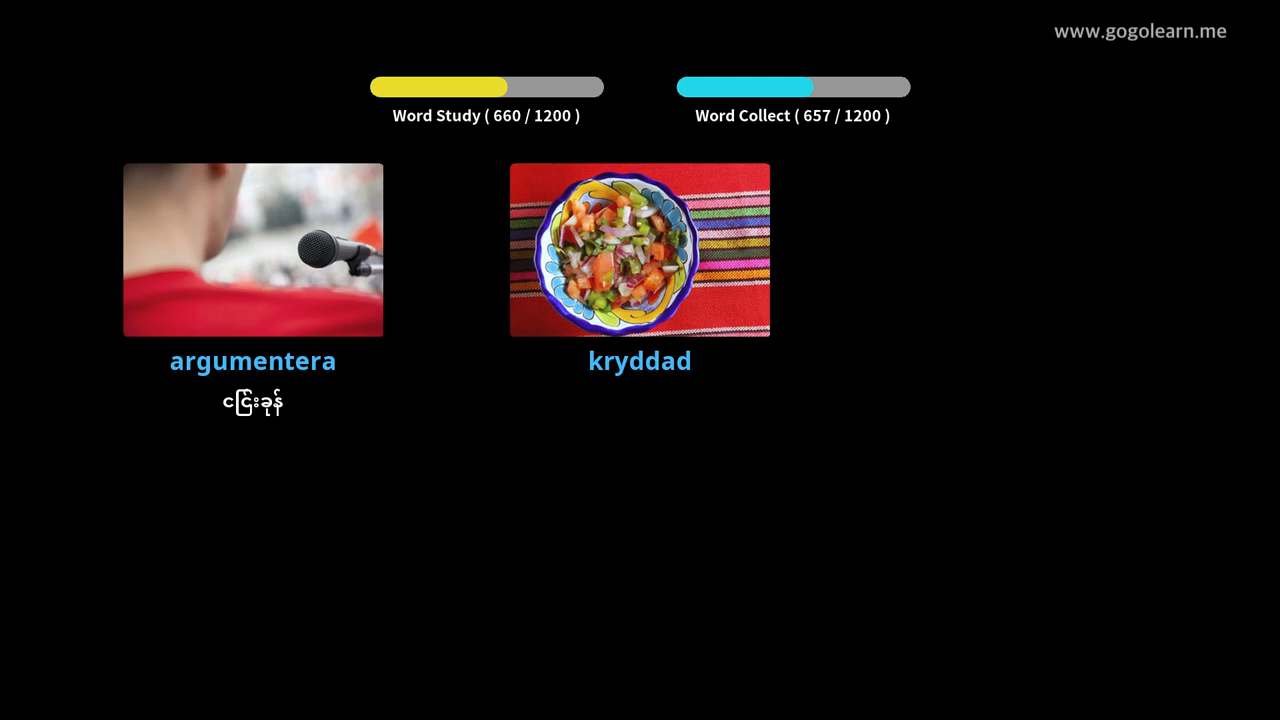 www.gogolearn.me
Word Study ( 660 / 1200 )
Word Collect ( 657 / 1200 )
argumentera
kryddad
ငြင်းခုန်